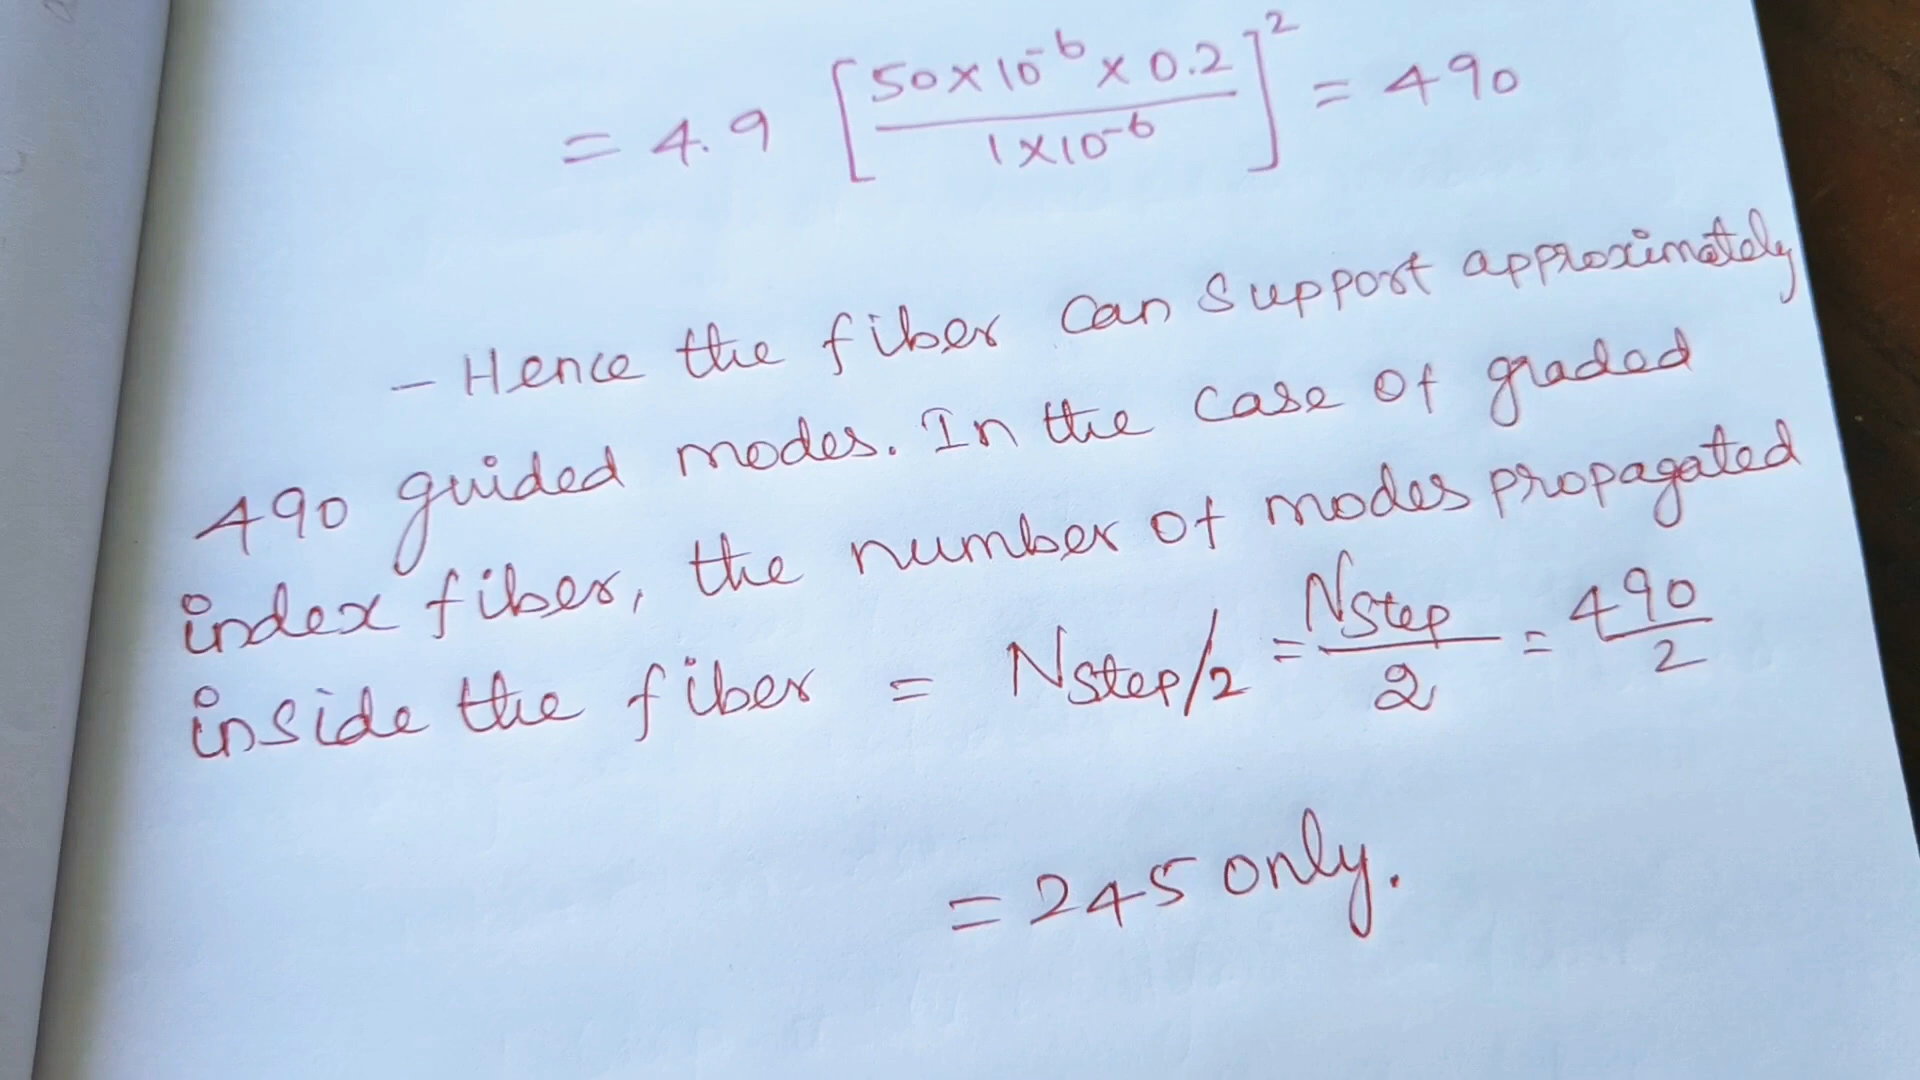 = 4.9 [50×10⁻⁶ × 0.2 / 1×10⁻⁶]² = 490
– Hence the fiber can support approximately
490 guided modes. In the case of graded
index fiber, the number of modes propagated
inside the fiber = Nstep/2 = Nstep/2 = 490/2
= 245 only.